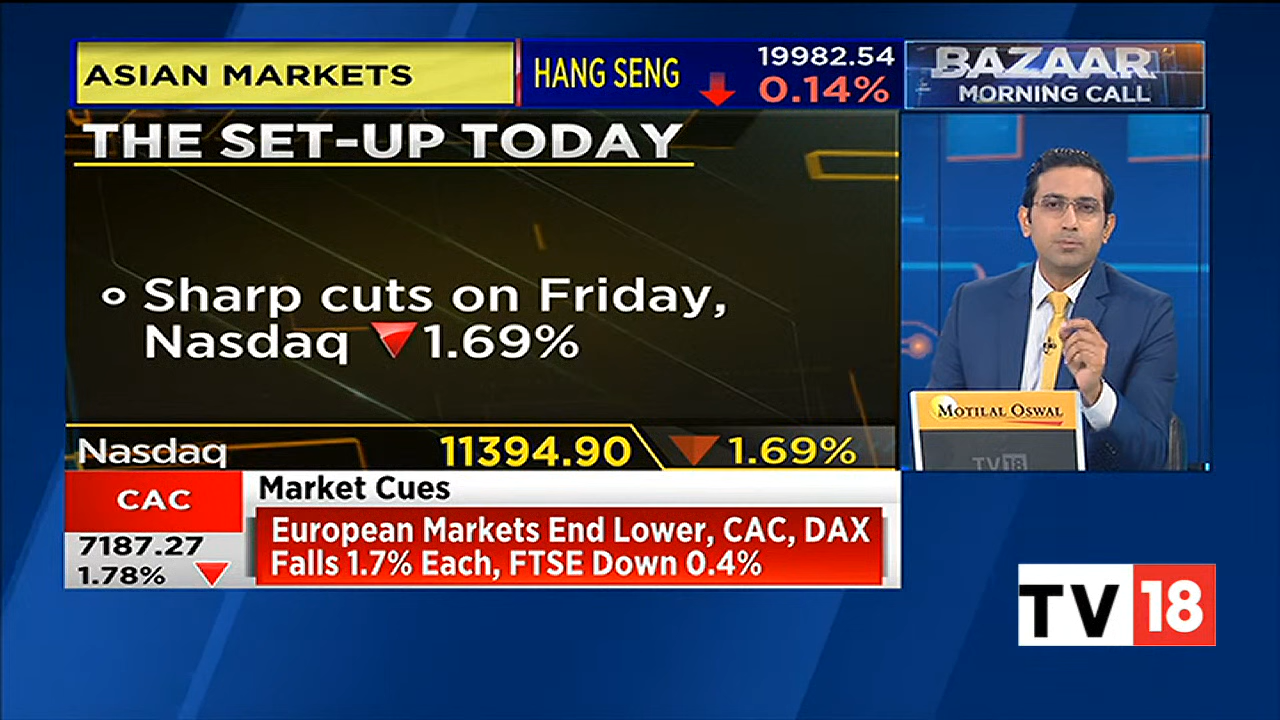 ASIAN MARKETS
HANG SENG
19982.54
0.14%
BAZAAR
MORNING CALL
THE SET-UP TODAY
Sharp cuts on Friday,
Nasdaq 1.69%
Nasdaq 11394.90 1.69%
MOTILAL OSWAL
TV18
CAC
7187.27
1.78%
Market Cues
European Markets End Lower, CAC, DAX
Falls 1.7% Each, FTSE Down 0.4%
TV18